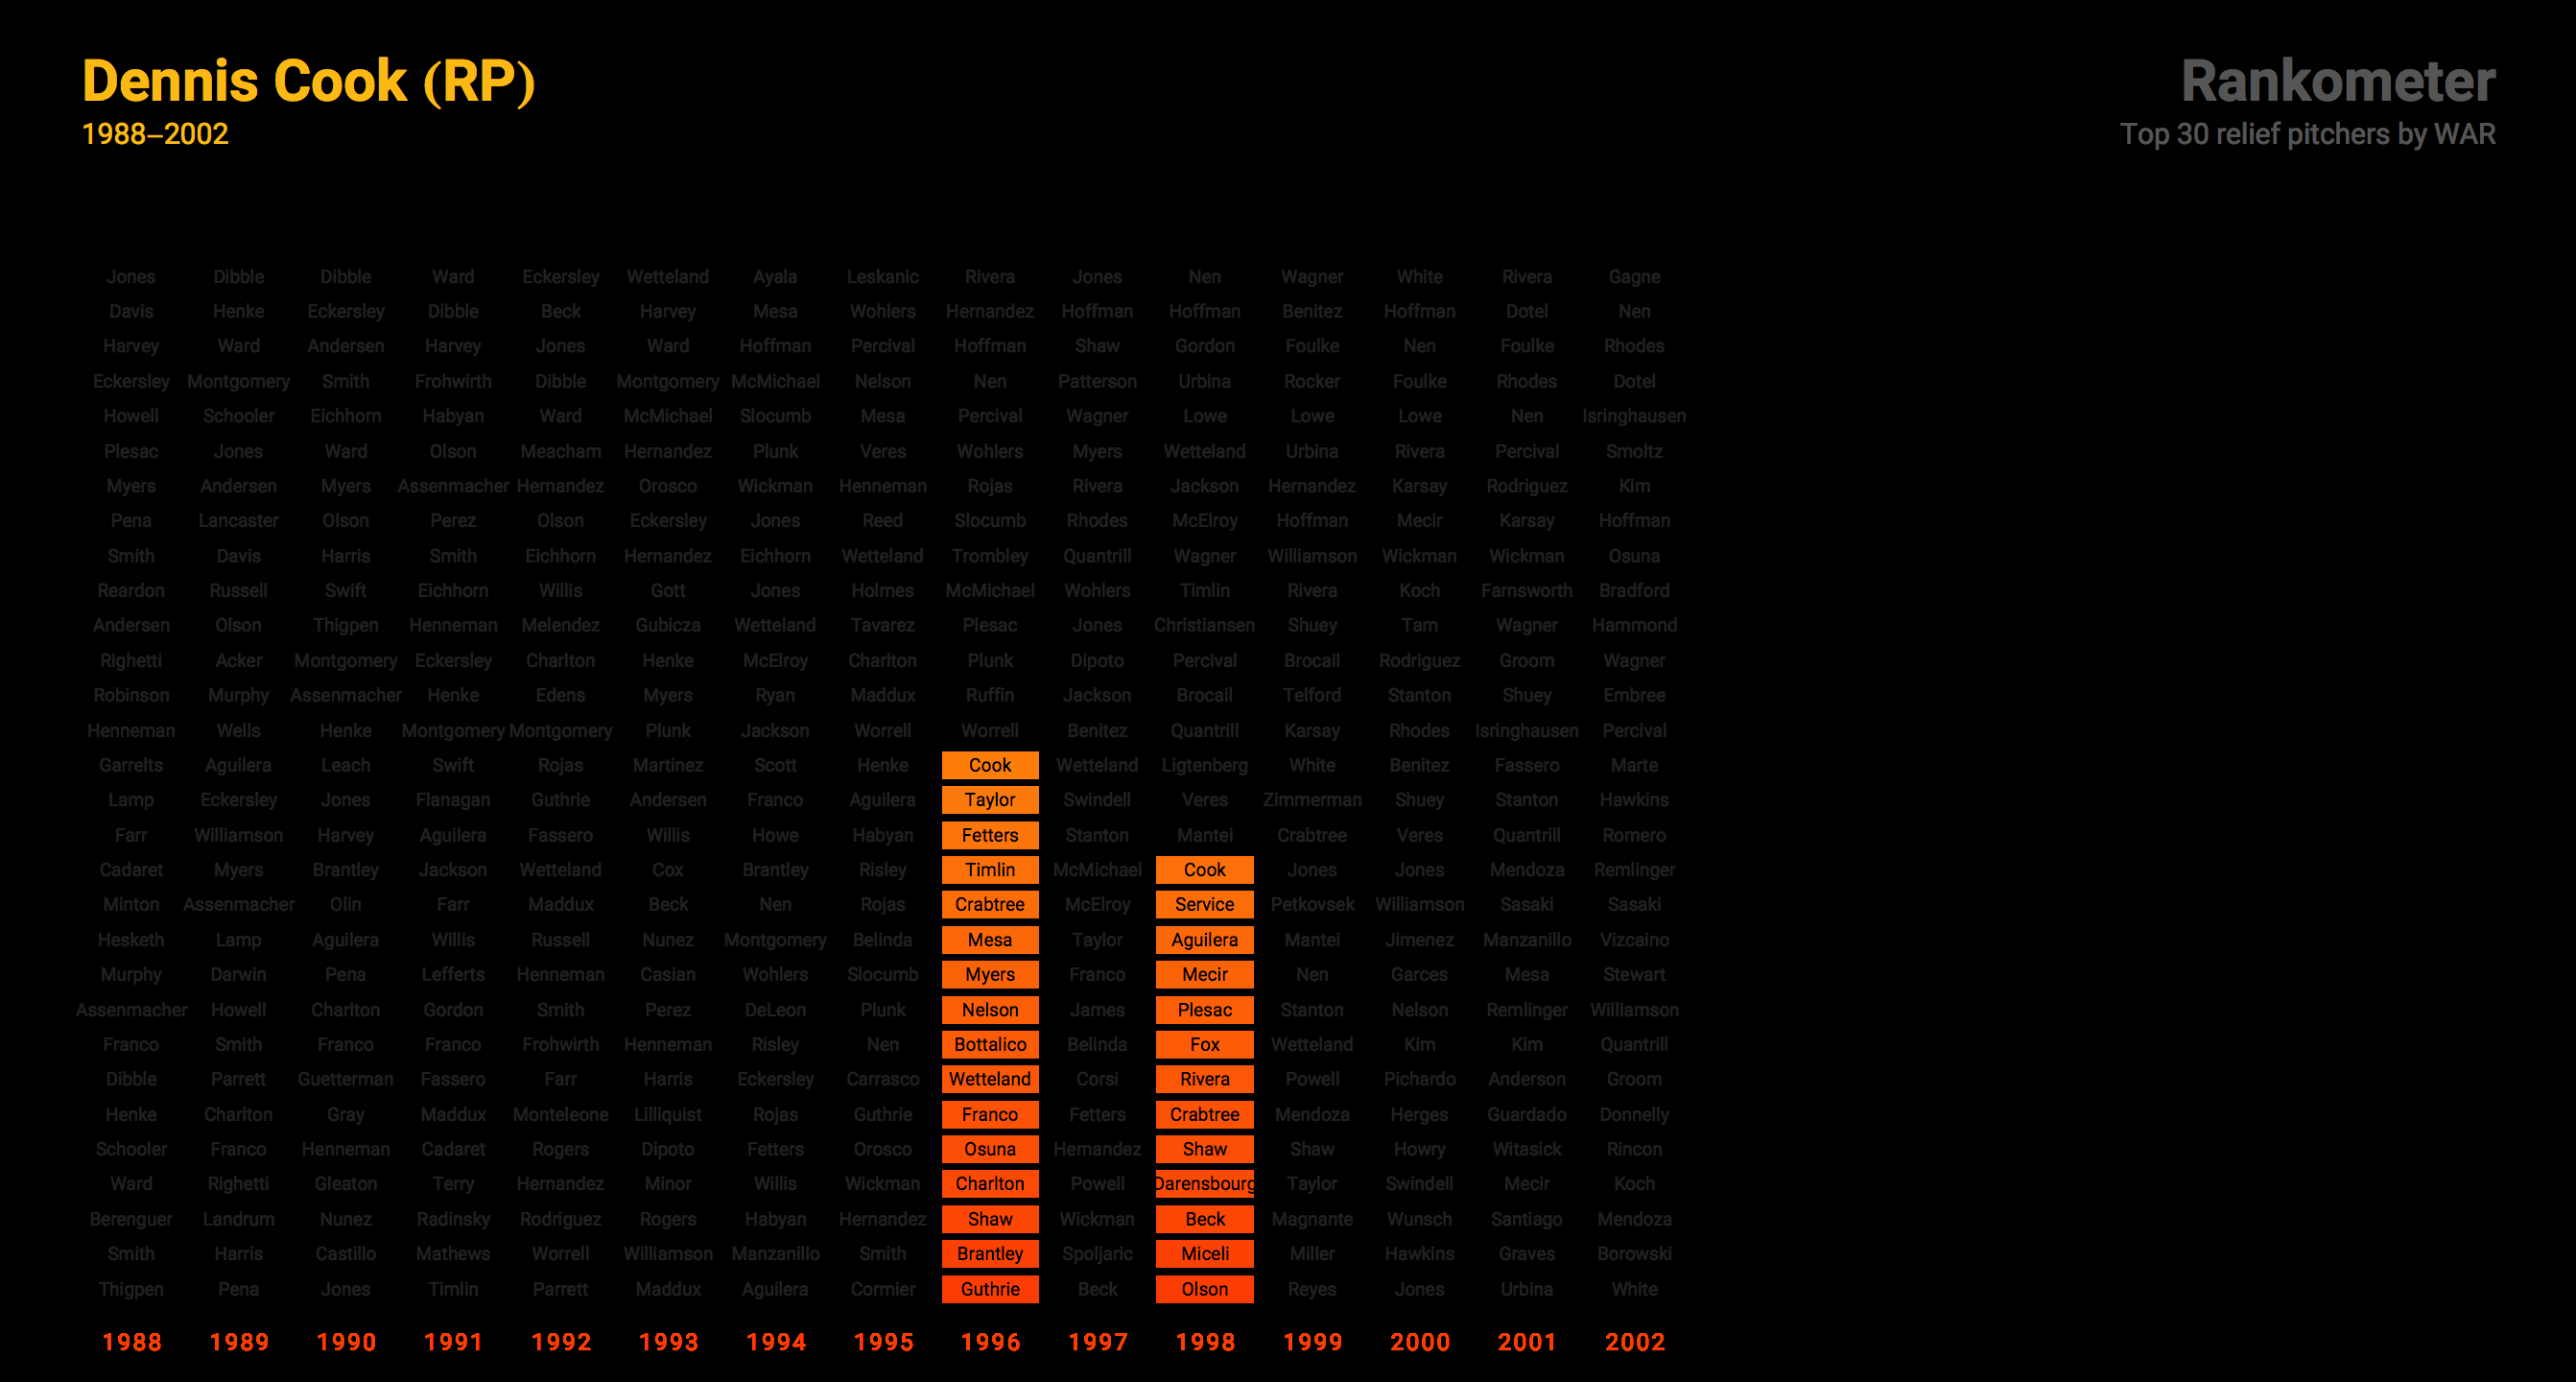 Dennis Cook (RP)
1988–2002
Rankometer
Top 30 relief pitchers by WAR
Jones Dibble Dibble Ward Eckersley Wetteland Ayala Leskanic Rivera Jones Nen Wagner White Rivera Gagne
Davis Henke Eckersley Dibble Beck Harvey Mesa Wohlers Hernandez Hoffman Hoffman Benitez Hoffman Dotel Nen
Harvey Ward Andersen Harvey Jones Ward Hoffman Percival Hoffman Shaw Gordon Foulke Nen Foulke Rhodes
Eckersley Montgomery Smith Frohwirth Dibble Montgomery McMichael Nelson Nen Patterson Urbina Rocker Foulke Rhodes Dotel
Howell Schooler Eichhorn Habyan Ward McMichael Slocumb Mesa Percival Wagner Lowe Lowe Lowe Nen Isringhausen
Plesac Jones Ward Olson Meacham Hernandez Plunk Veres Wohlers Myers Wetteland Urbina Rivera Percival Smoltz
Myers Andersen Myers Assenmacher Hernandez Orosco Wickman Henneman Rojas Rivera Jackson Hernandez Karsay Rodriguez Kim
Pena Lancaster Olson Perez Olson Eckersley Jones Reed Slocumb Rhodes McElroy Hoffman Mecir Karsay Hoffman
Smith Davis Harris Smith Eichhorn Hernandez Eichhorn Wetteland Trombley Quantrill Wagner Williamson Wickman Wickman Osuna
Reardon Russell Swift Eichhorn Willis Gott Jones Holmes McMichael Wohlers Timlin Rivera Koch Farnsworth Bradford
Andersen Olson Thigpen Henneman Melendez Gubicza Wetteland Tavarez Plesac Jones Christiansen Shuey Tam Wagner Hammond
Righetti Acker Montgomery Eckersley Charlton Henke McElroy Charlton Plunk Dipoto Percival Brocail Rodriguez Groom Wagner
Robinson Murphy Assenmacher Henke Edens Myers Ryan Maddux Ruffin Jackson Brocail Telford Stanton Shuey Embree
Henneman Wells Henke Montgomery Montgomery Plunk Jackson Worrell Worrell Benitez Quantrill Karsay Rhodes Isringhausen Percival
Garrelts Aguilera Leach Swift Rojas Martinez Scott Henke Cook Wetteland Ligtenberg White Benitez Fassero Marte
Lamp Eckersley Jones Flanagan Guthrie Andersen Franco Aguilera Taylor Swindell Veres Zimmerman Shuey Stanton Hawkins
Farr Williamson Harvey Aguilera Fassero Willis Howe Habyan Fetters Stanton Mantei Crabtree Veres Quantrill Romero
Cadaret Myers Brantley Jackson Wetteland Cox Brantley Risley Timlin McMichael Cook Jones Jones Mendoza Remlinger
Minton Assenmacher Olin Farr Maddux Beck Nen Rojas Crabtree McElroy Service Petkovsek Williamson Sasaki Sasaki
Hesketh Lamp Aguilera Willis Russell Nunez Montgomery Belinda Mesa Taylor Aguilera Mantei Jimenez Manzanillo Vizcaino
Murphy Darwin Pena Lefferts Henneman Casian Wohlers Slocumb Myers Franco Mecir Nen Garces Mesa Stewart
Assenmacher Howell Charlton Gordon Smith Perez DeLeon Plunk Nelson James Plesac Stanton Nelson Remlinger Williamson
Franco Smith Franco Franco Frohwirth Henneman Risley Nen Bottalico Belinda Fox Wetteland Kim Kim Quantrill
Dibble Parrett Guetterman Fassero Farr Harris Eckersley Carrasco Wetteland Corsi Rivera Powell Pichardo Anderson Groom
Henke Charlton Gray Maddux Monteleone Lilliquist Rojas Guthrie Franco Fetters Crabtree Mendoza Herges Guardado Donnelly
Schooler Franco Henneman Cadaret Rogers Dipoto Fetters Orosco Osuna Hernandez Shaw Shaw Howry Witasick Rincon
Ward Righetti Gleaton Terry Hernandez Minor Willis Wickman Charlton Powell Darensbourg Taylor Swindell Mecir Koch
Berenguer Landrum Nunez Radinsky Rodriguez Rogers Habyan Hernandez Shaw Wickman Beck Magnante Wunsch Santiago Mendoza
Smith Harris Castillo Mathews Worrell Williamson Manzanillo Smith Brantley Spoljaric Miceli Miller Hawkins Graves Borowski
Thigpen Pena Jones Timlin Parrett Maddux Aguilera Cormier Guthrie Beck Olson Reyes Jones Urbina White
1988 1989 1990 1991 1992 1993 1994 1995 1996 1997 1998 1999 2000 2001 2002